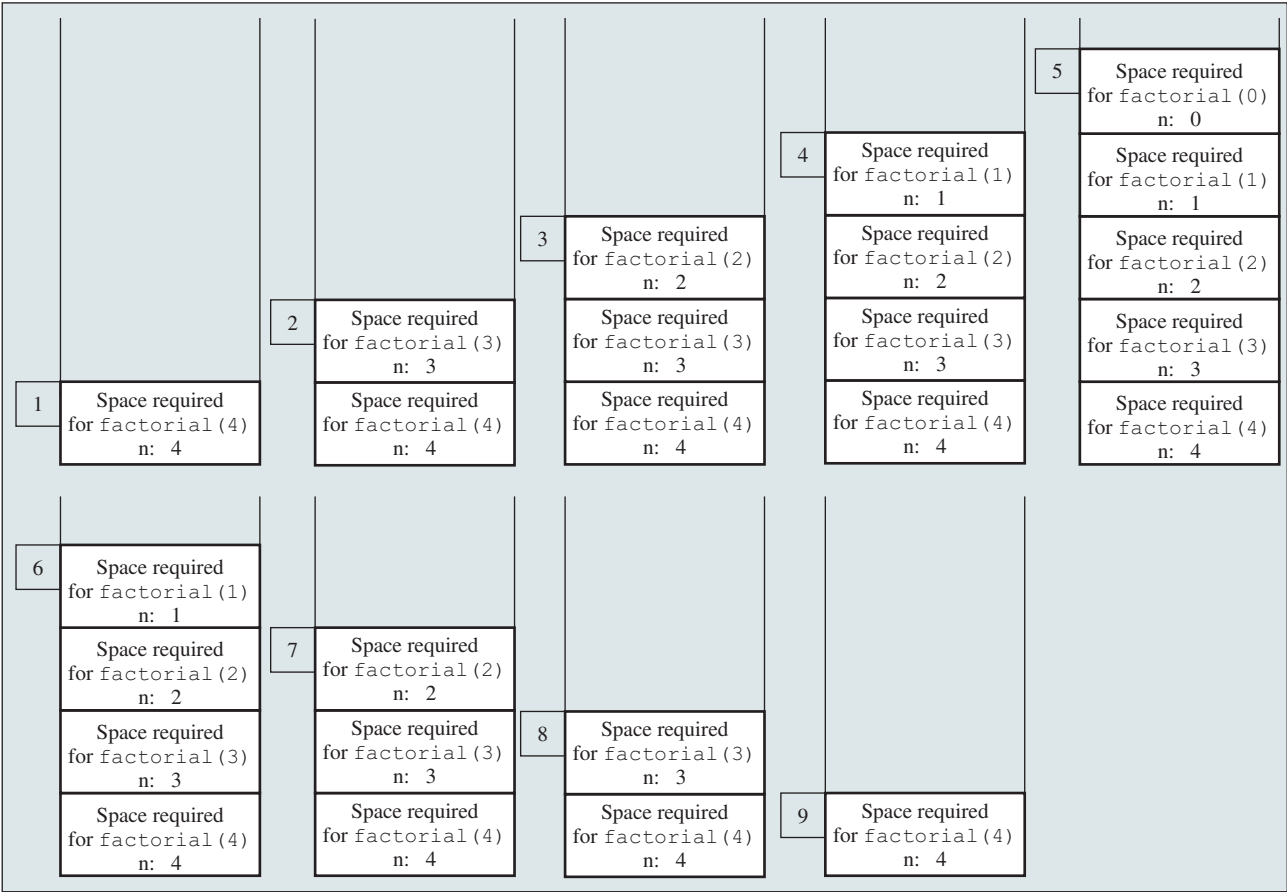 1
Space required
for factorial(4)
n: 4
2
Space required
for factorial(3)
n: 3
Space required
for factorial(4)
n: 4
3
Space required
for factorial(2)
n: 2
Space required
for factorial(3)
n: 3
Space required
for factorial(4)
n: 4
4
Space required
for factorial(1)
n: 1
Space required
for factorial(2)
n: 2
Space required
for factorial(3)
n: 3
Space required
for factorial(4)
n: 4
5
Space required
for factorial(0)
n: 0
Space required
for factorial(1)
n: 1
Space required
for factorial(2)
n: 2
Space required
for factorial(3)
n: 3
Space required
for factorial(4)
n: 4
6
Space required
for factorial(1)
n: 1
Space required
for factorial(2)
n: 2
Space required
for factorial(3)
n: 3
Space required
for factorial(4)
n: 4
7
Space required
for factorial(2)
n: 2
Space required
for factorial(3)
n: 3
Space required
for factorial(4)
n: 4
8
Space required
for factorial(3)
n: 3
Space required
for factorial(4)
n: 4
9
Space required
for factorial(4)
n: 4